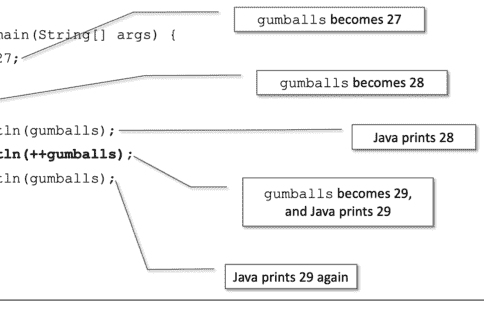 main(String[] args) {
27;
tln(gumballs);
tln(++gumballs);
tln(gumballs);
gumballs becomes 27
gumballs becomes 28
Java prints 28
gumballs becomes 29,
and Java prints 29
Java prints 29 again